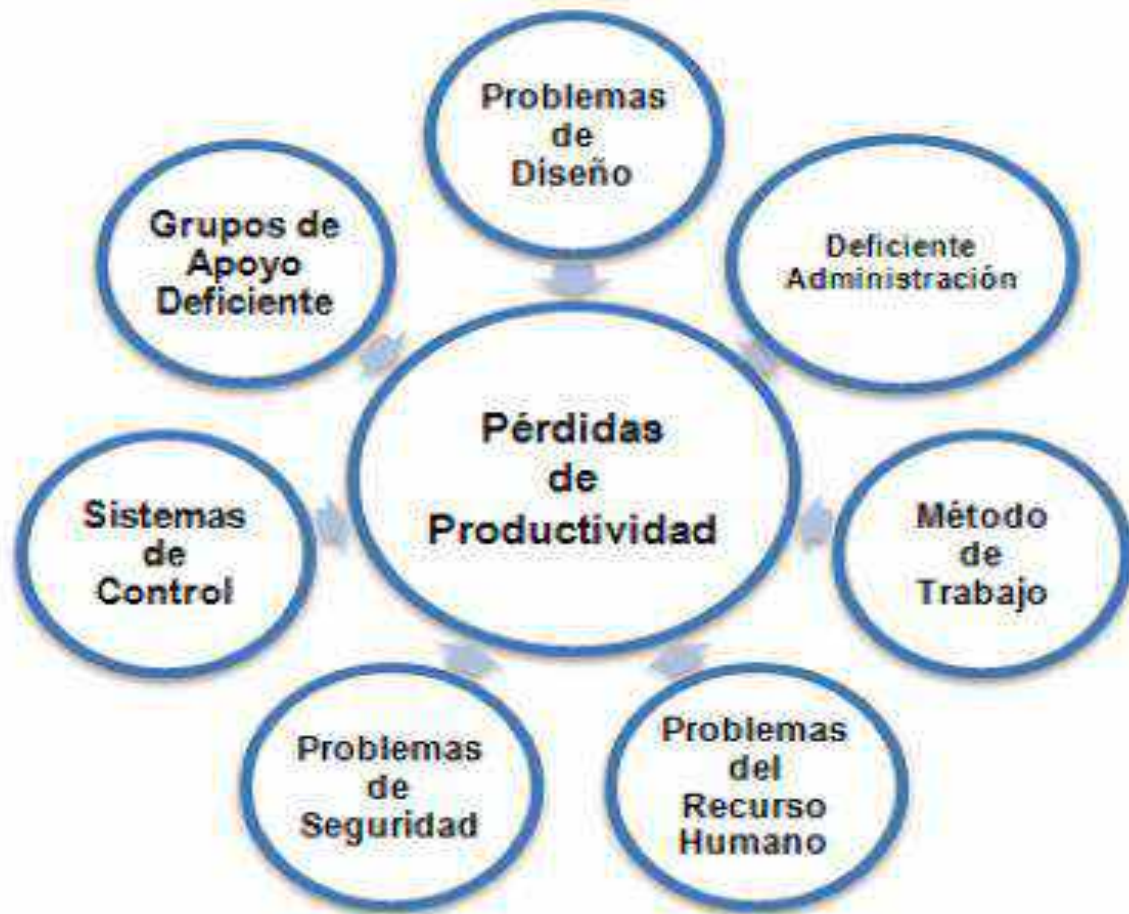 Problemas
de
Diseño
Deficiente
Administración
Método
de
Trabajo
Problemas
del
Recurso
Humano
Problemas
de
Seguridad
Sistemas
de
Control
Grupos de
Apoyo
Deficiente
Pérdidas
de
Productividad